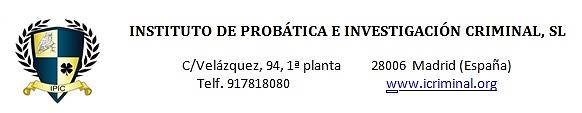 INSTITUTO DE PROBÁTICA E INVESTIGACIÓN CRIMINAL, SL
C/Velázquez, 94, 1ª planta 28006 Madrid (España)
Telf. 917818080 www.icriminal.org
IPIC